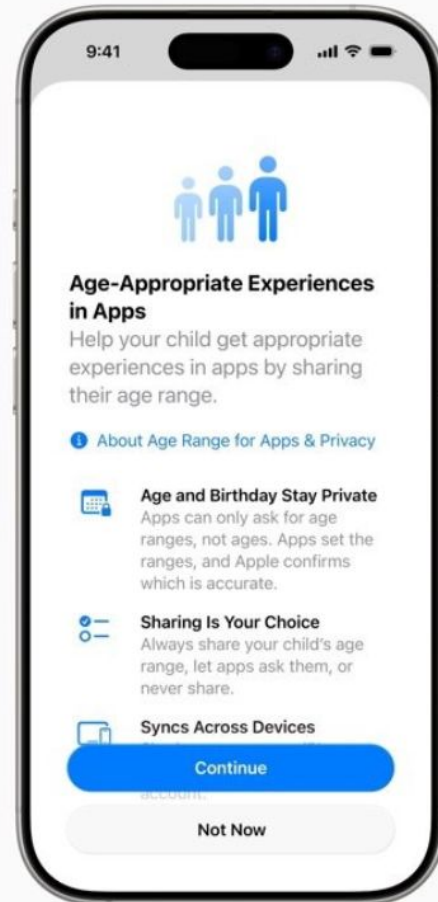 9:41
Age-Appropriate Experiences
in Apps
Help your child get appropriate
experiences in apps by sharing
their age range.
About Age Range for Apps & Privacy
Age and Birthday Stay Private
Apps can only ask for age
ranges, not ages. Apps set the
ranges, and Apple confirms
which is accurate.
Sharing Is Your Choice
Always share your child's age
range, let apps ask them, or
never share.
Syncs Across Devices
Continue
account.
Not Now